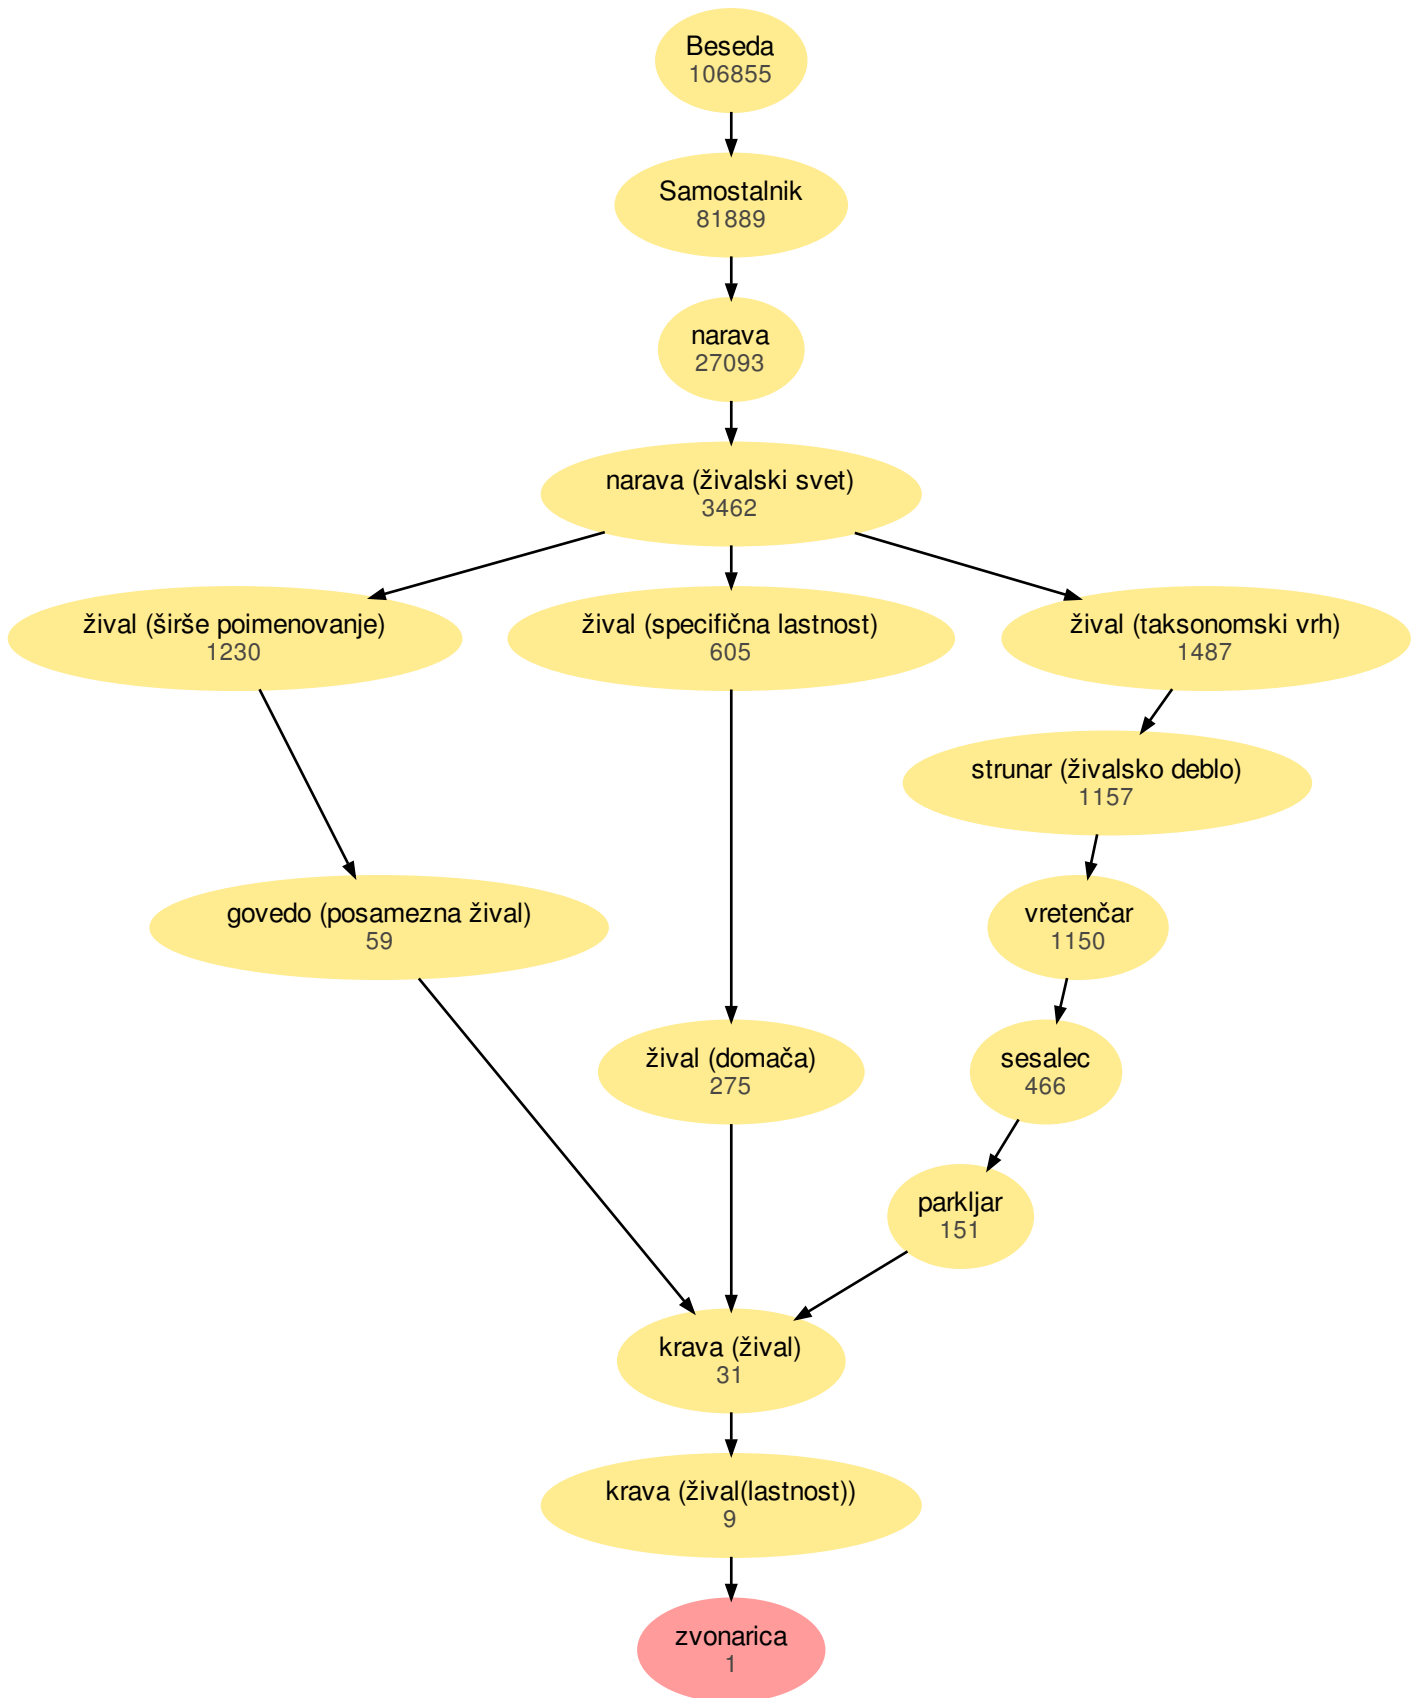 Beseda
106855
Samostalnik
81889
narava
27093
narava (živalski svet)
3462
žival (širše poimenovanje)
1230
žival (specifična lastnost)
605
žival (taksonomski vrh)
1487
strunar (živalsko deblo)
1157
govedo (posamezna žival)
59
vretenčar
1150
žival (domača)
275
sesalec
466
parkljar
151
krava (žival)
31
krava (žival(lastnost))
9
zvonarica
1